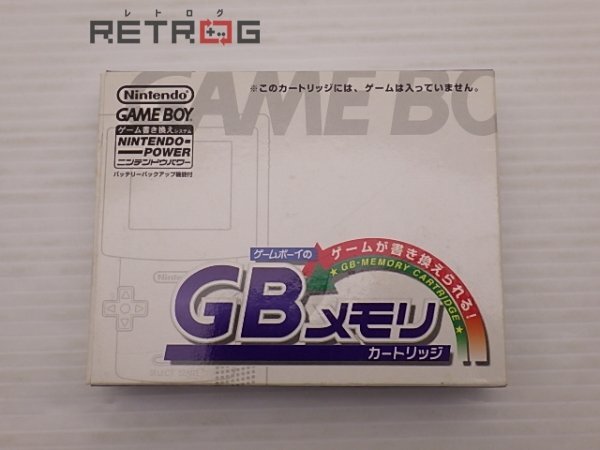 レトログ
RETROG
Nintendo
GAME BOY
ゲーム書き換えシステム
NINTENDO
POWER
ニンテンドウパワー
バッテリーバックアップ機能付
※このカートリッジには、ゲームは入っていません。
GAME BO
Nintendo
ゲームボーイの
ゲームが書き換えられる!
★GB-MEMORY CARTRIDGE★
GBメモリ
カートリッジ
SELECT START